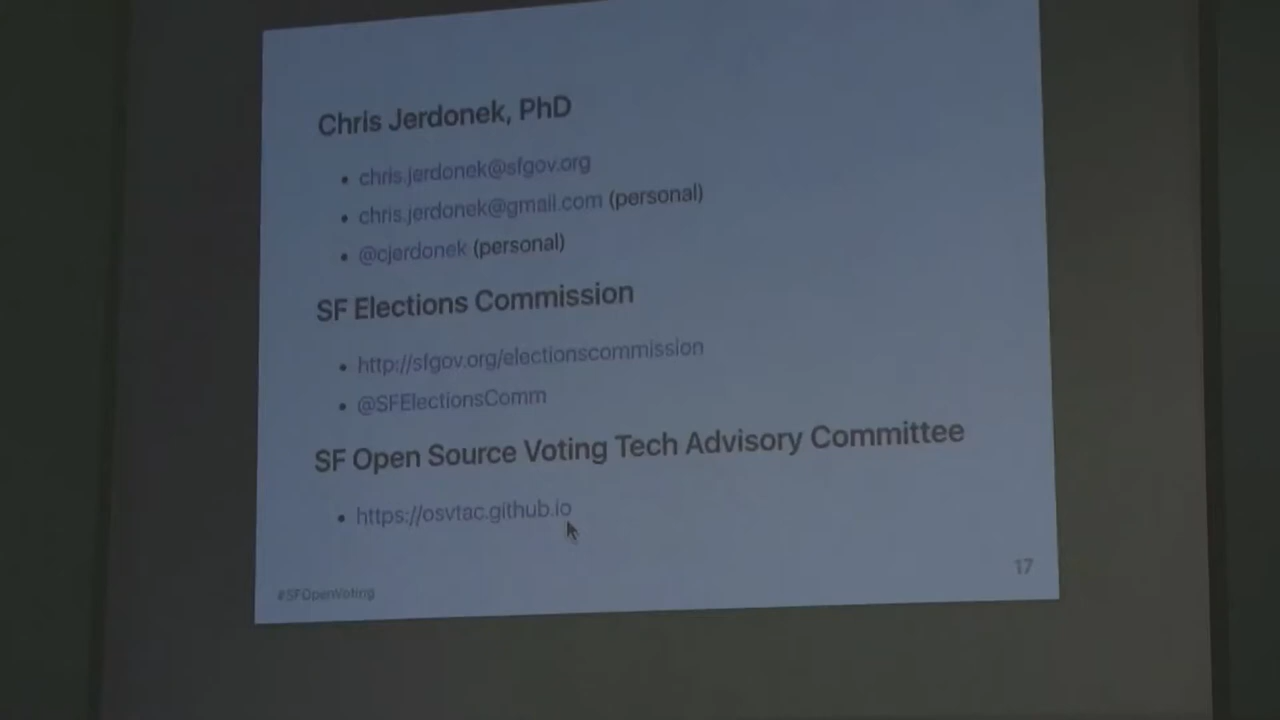 Chris Jerdonek, PhD
• chris.jerdonek@sfgov.org
• chris.jerdonek@gmail.com (personal)
• @cjerdonek (personal)
SF Elections Commission
• http://sfgov.org/electionscommission
• @SFElectionsComm
SF Open Source Voting Tech Advisory Committee
• https://osvtac.github.io
17
#SFOpenVoting